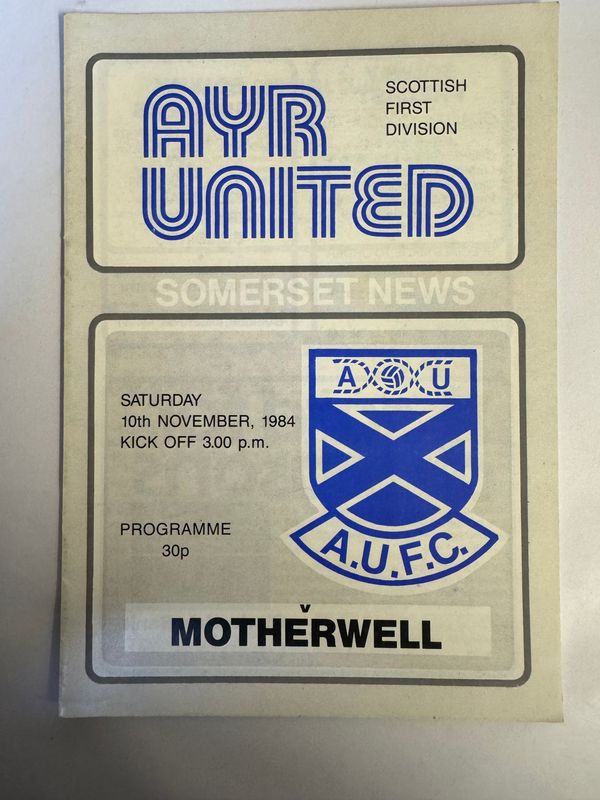 AYR
UNITED
SCOTTISH
FIRST
DIVISION
SOMERSET NEWS
SATURDAY
10th NOVEMBER, 1984
KICK OFF 3.00 p.m.
PROGRAMME
30p
A U
A.U.F.C.
v
MOTHERWELL